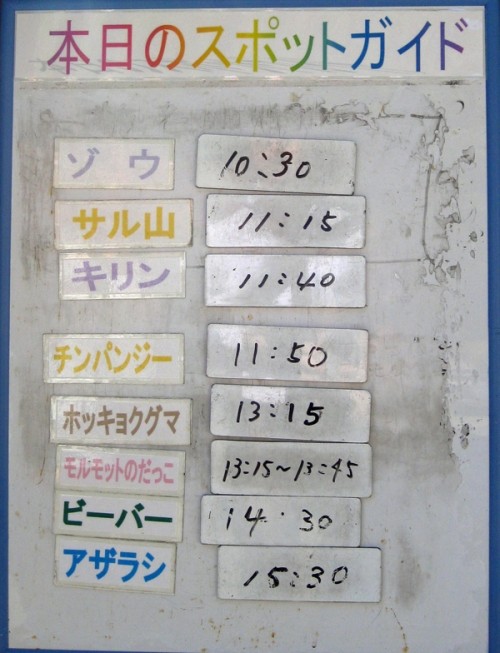 本日のスポットガイド
ゾウ 10:30
サル山 11:15
キリン 11:40
チンパンジー 11:50
ホッキョクグマ 13:15
モルモットのだっこ 13:15~13:45
ビーバー 14:30
アザラシ 15:30